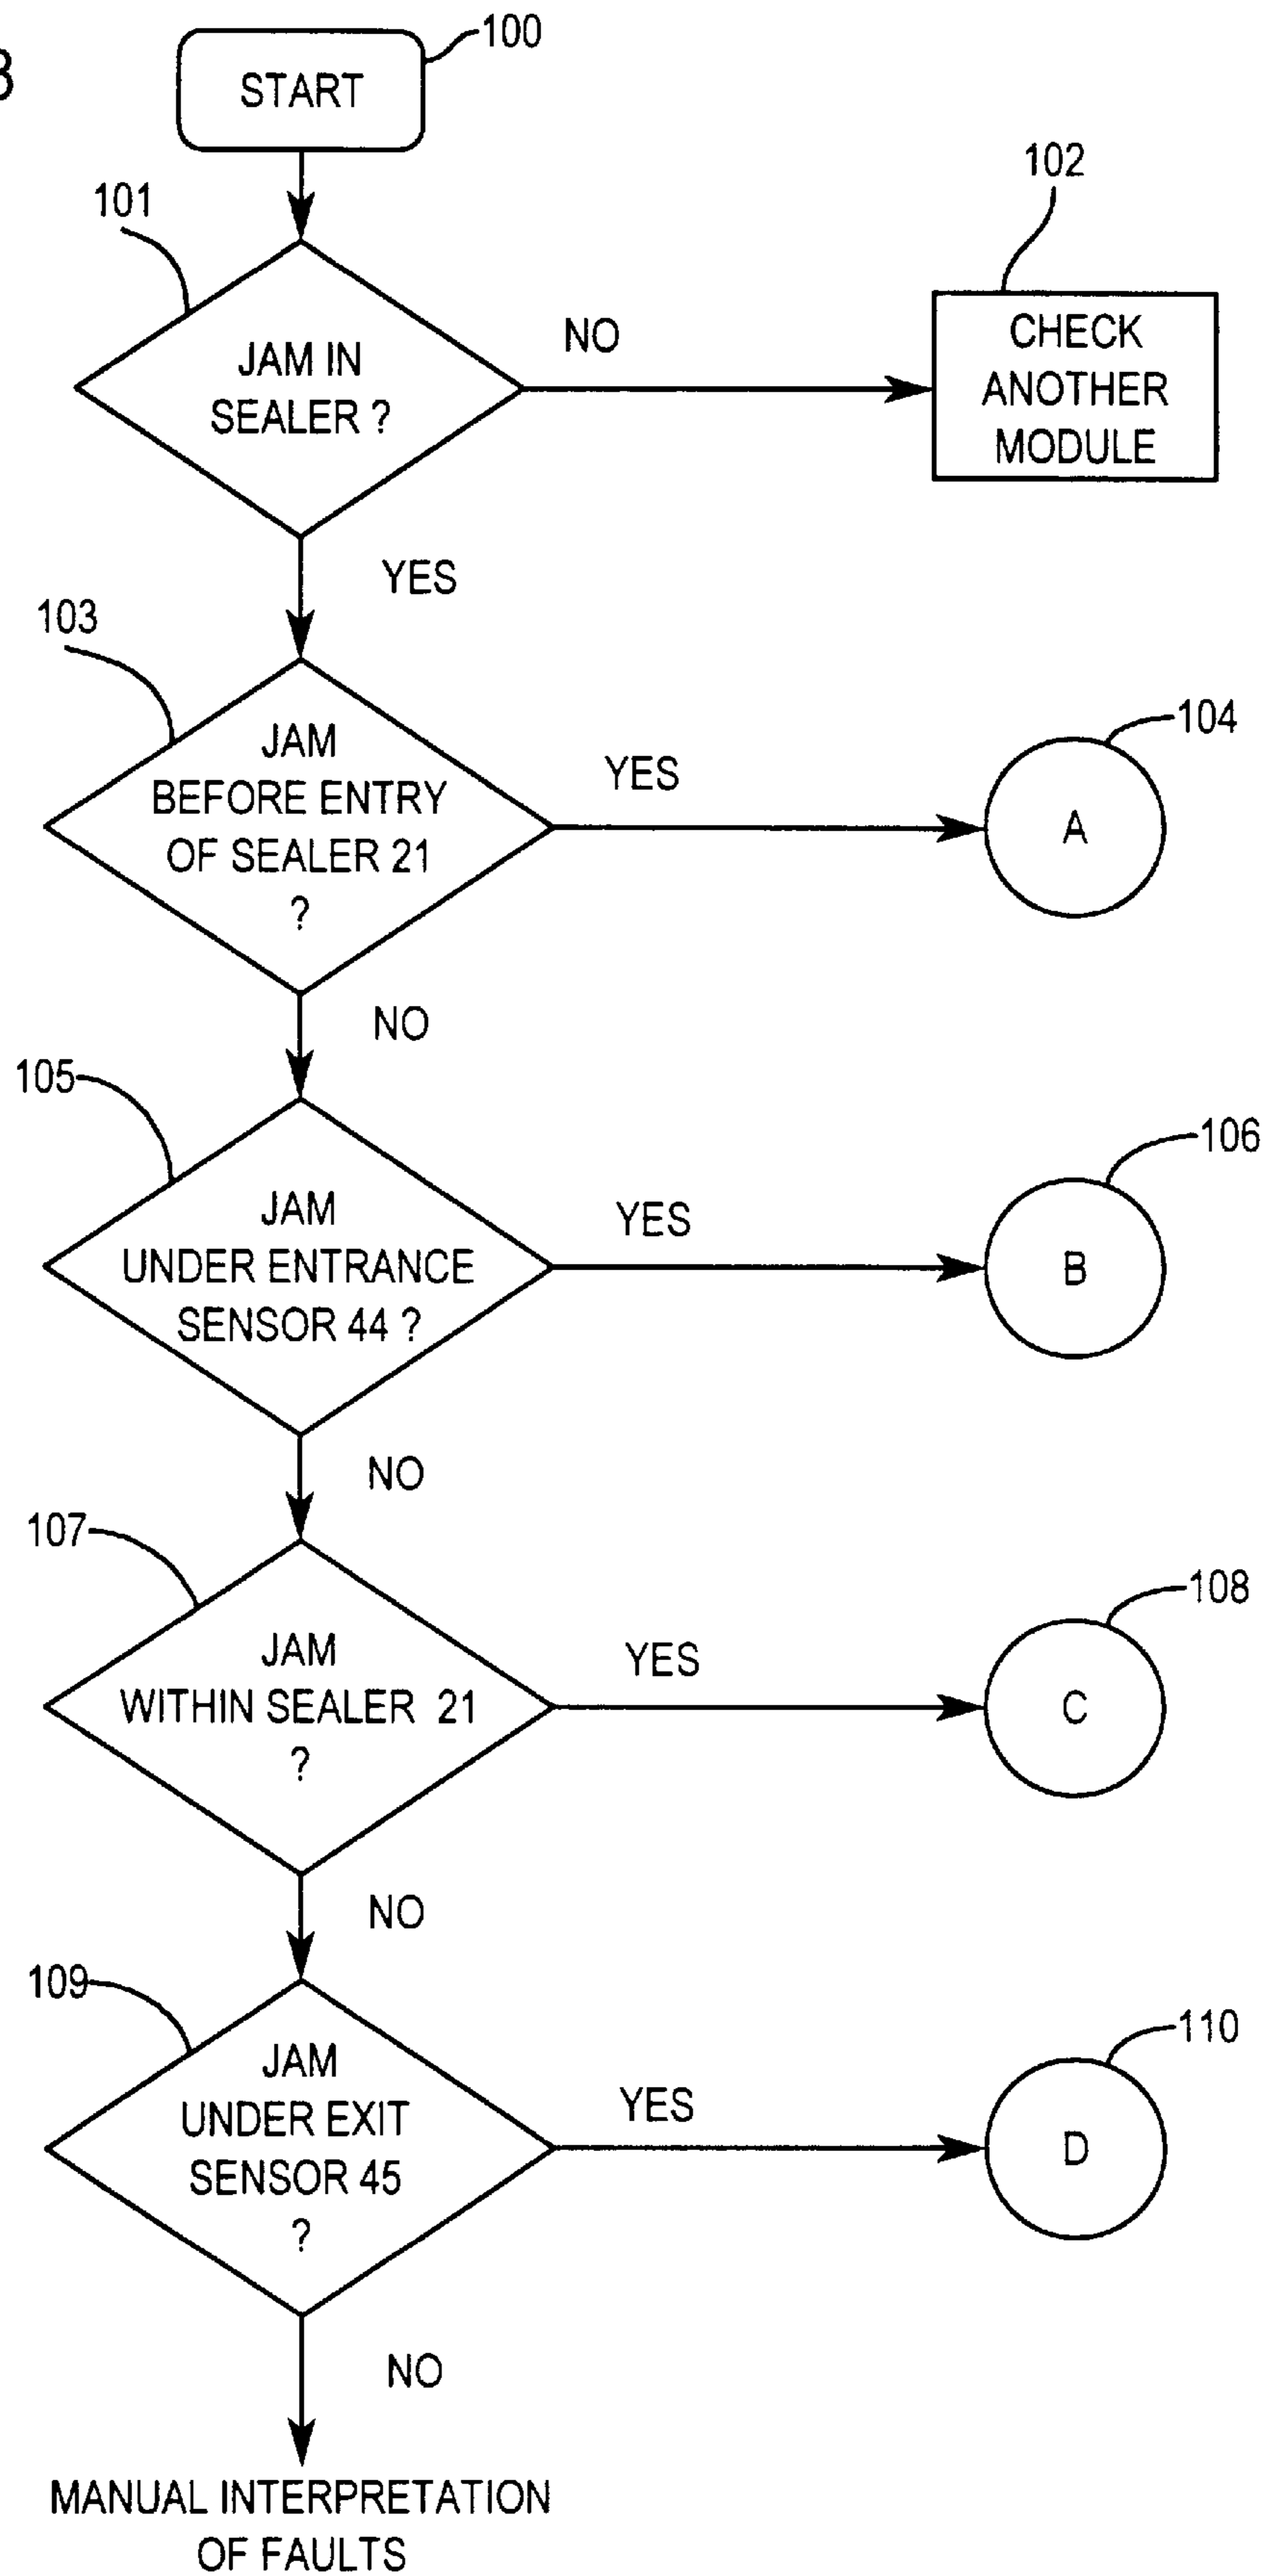 100
START
101
102
JAM IN
SEALER ?
NO
CHECK
ANOTHER
MODULE
YES
103
JAM
BEFORE ENTRY
OF SEALER 21
?
YES
104
A
NO
105
JAM
UNDER ENTRANCE
SENSOR 44 ?
YES
106
B
NO
107
JAM
WITHIN SEALER 21
?
YES
108
C
NO
109
JAM
UNDER EXIT
SENSOR 45
?
YES
110
D
NO
MANUAL INTERPRETATION
OF FAULTS